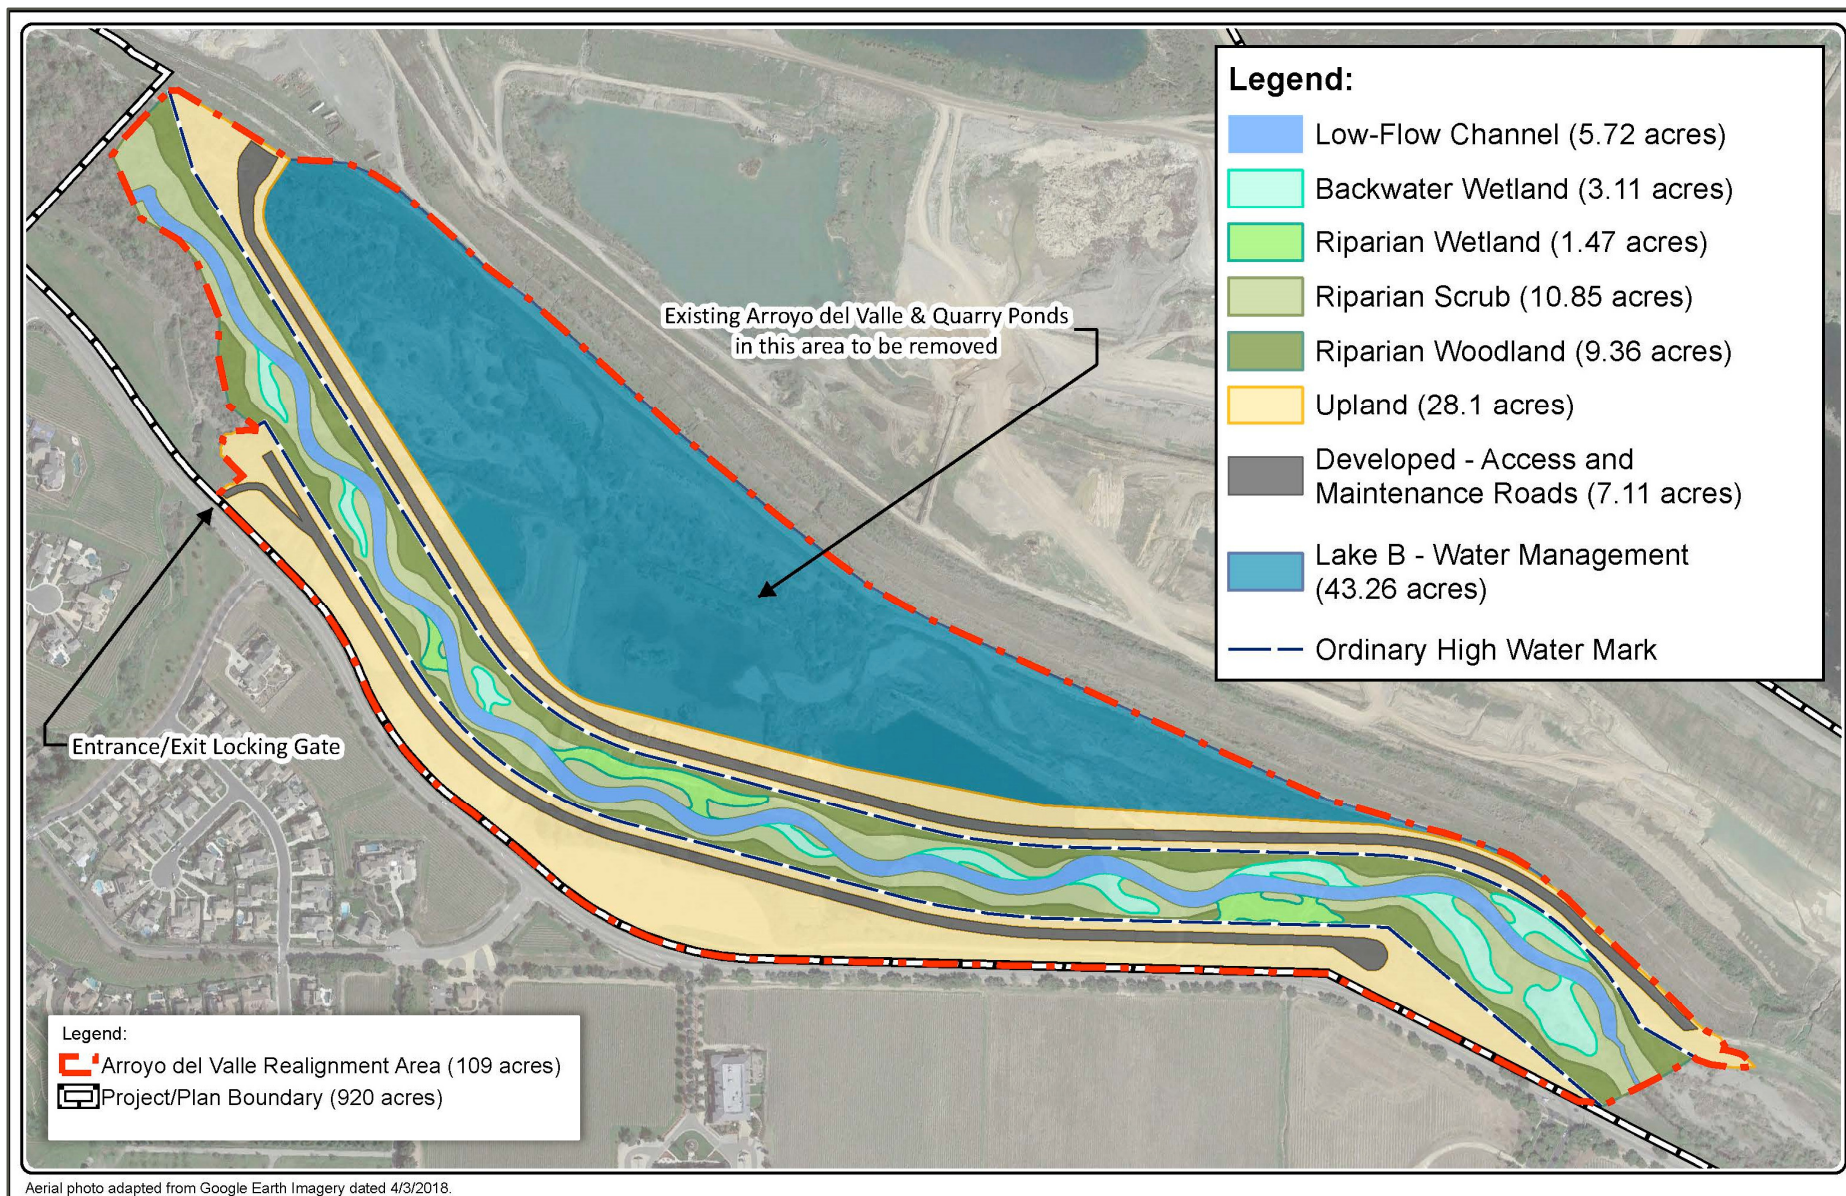 Legend:
Low-Flow Channel (5.72 acres)
Backwater Wetland (3.11 acres)
Riparian Wetland (1.47 acres)
Riparian Scrub (10.85 acres)
Riparian Woodland (9.36 acres)
Upland (28.1 acres)
Developed - Access and
Maintenance Roads (7.11 acres)
Lake B - Water Management
(43.26 acres)
Ordinary High Water Mark
Existing Arroyo del Valle & Quarry Ponds
in this area to be removed
Entrance/Exit Locking Gate
Legend:
Arroyo del Valle Realignment Area (109 acres)
Project/Plan Boundary (920 acres)
Aerial photo adapted from Google Earth Imagery dated 4/3/2018.